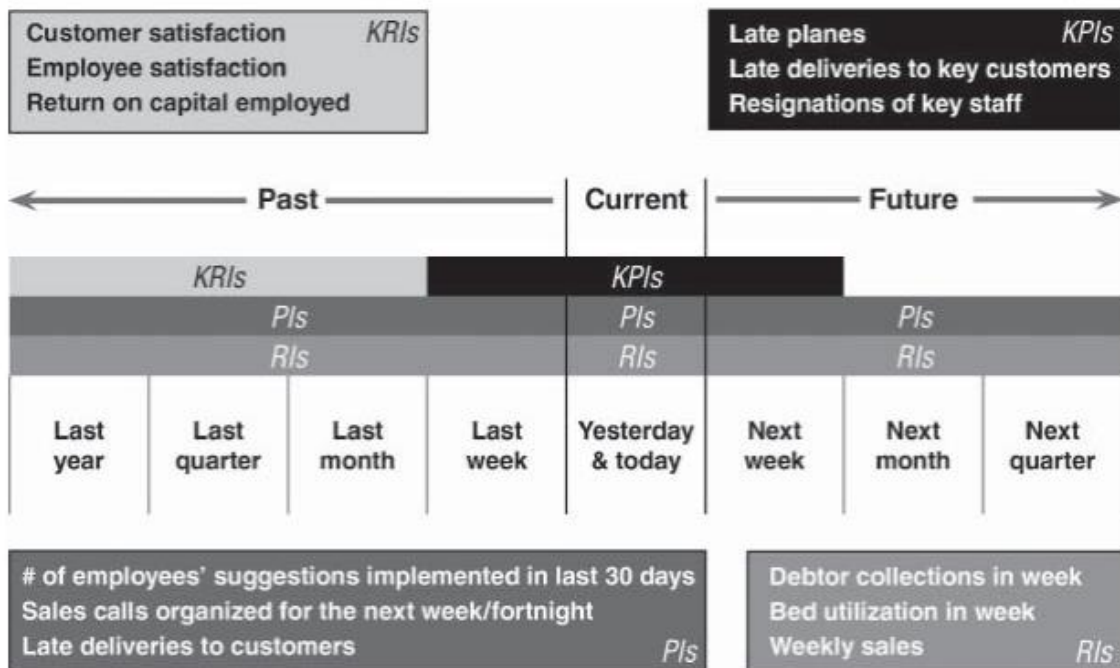 Customer satisfaction KRIs
Employee satisfaction
Return on capital employed
Late planes KPIs
Late deliveries to key customers
Resignations of key staff
Past Current Future
KRIs KPIs
PIs PIs PIs
RIs RIs RIs
Last year
Last quarter
Last month
Last week
Yesterday & today
Next week
Next month
Next quarter
# of employees’ suggestions implemented in last 30 days
Sales calls organized for the next week/fortnight
Late deliveries to customers PIs
Debtor collections in week
Bed utilization in week
Weekly sales RIs